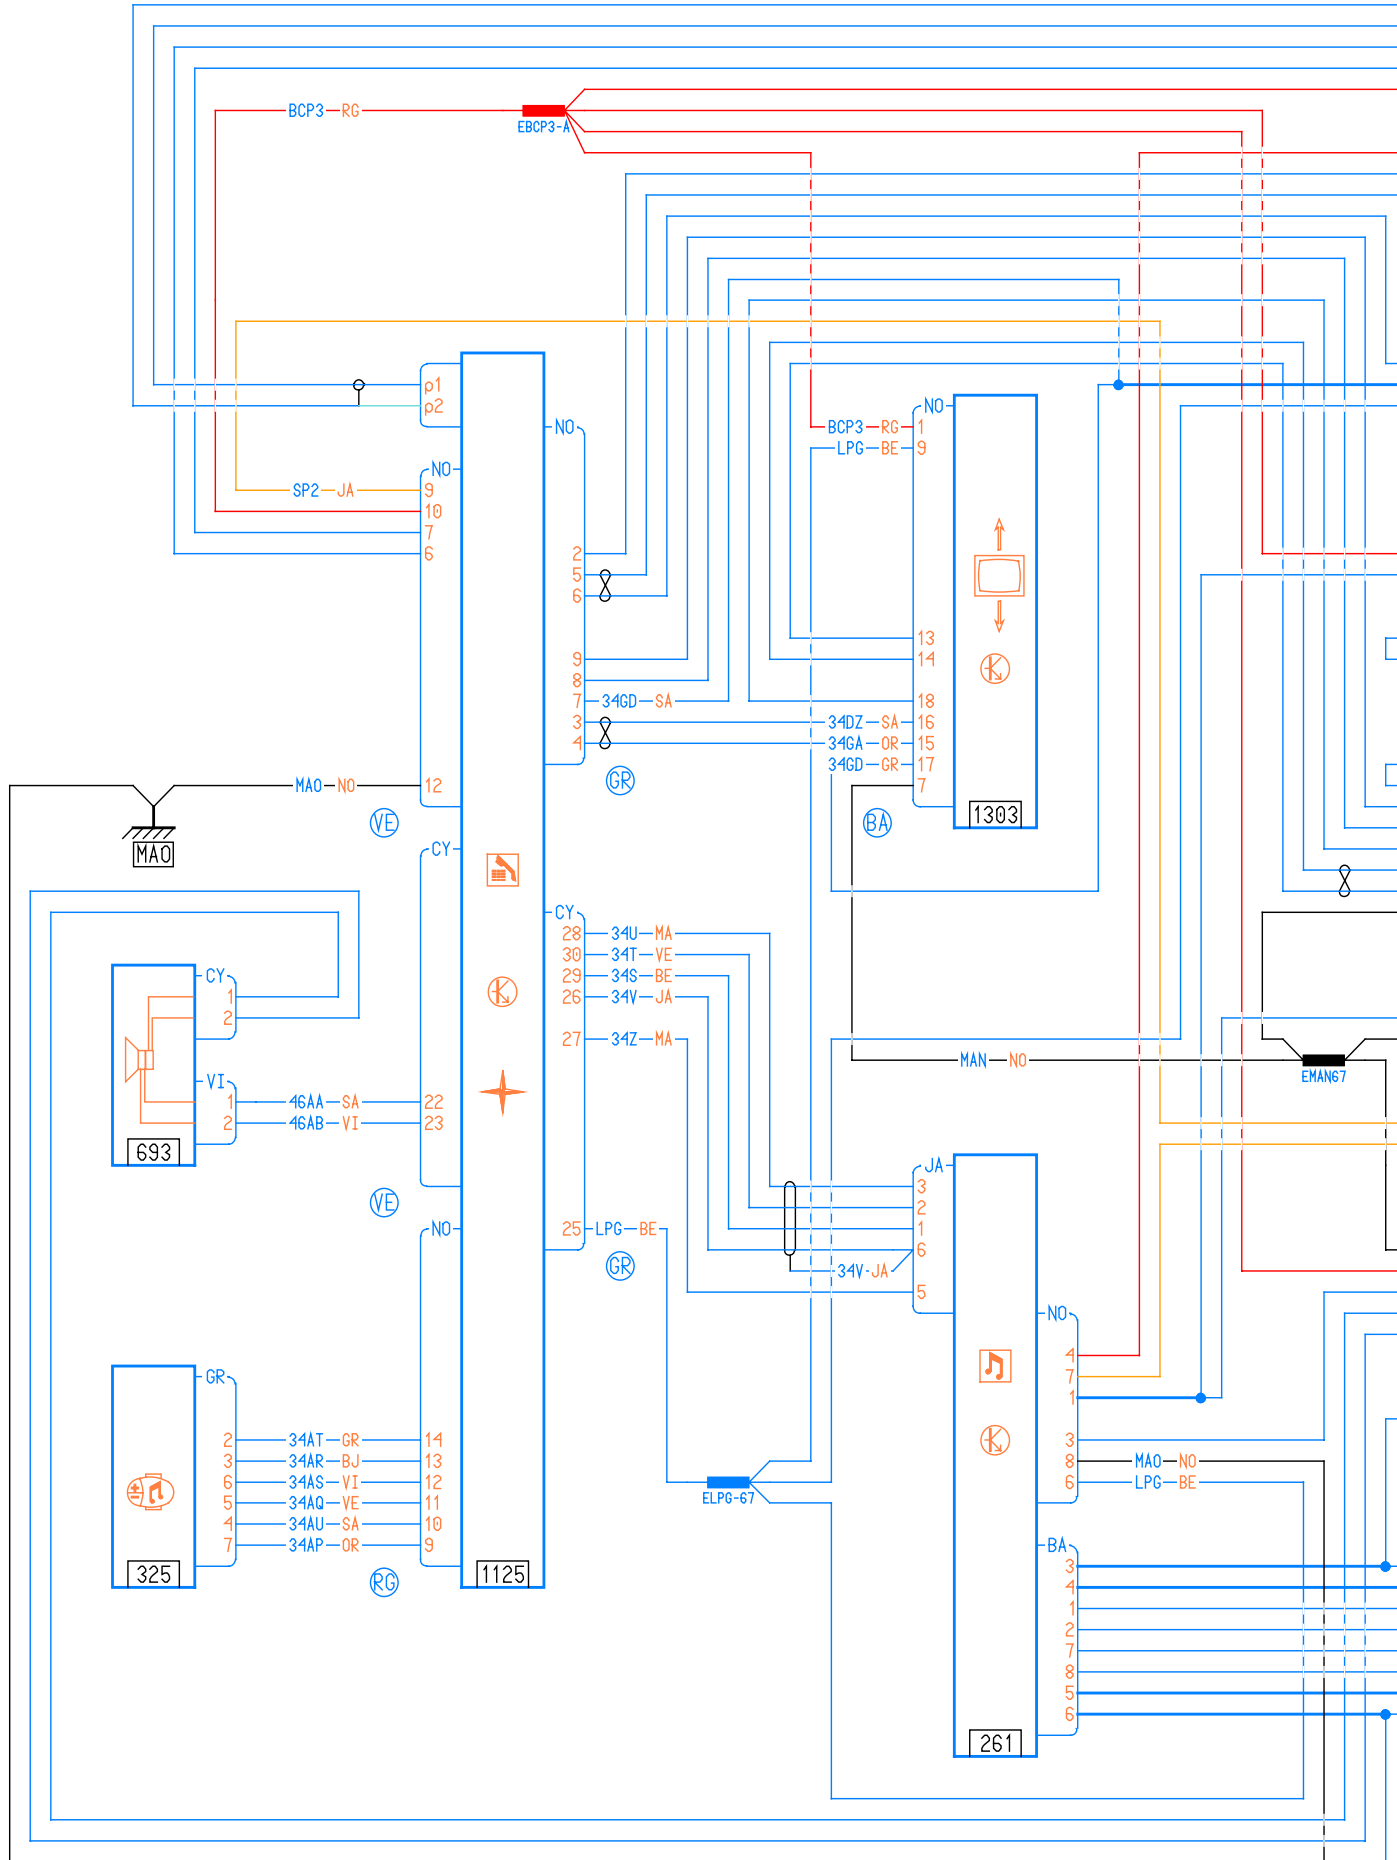 BCP3 RG
EBCP3-A
p1
p2
NO
NO
SP2 JA 9
10
7
6
2
5
6
9
8
7 34GD SA
3
4
GR
MAO NO 12
VE
MAO
NO
BCP3 RG 1
LPG BE 9
13
14
18
34DZ SA 16
34GA OR 15
34GD GR 17
7
BA
1303
CY
CY
28 34U MA
30 34T VE
29 34S BE
26 34V JA
27 34Z MA
CY
1
2
VI
1 46AA SA 22
2 46AB VI 23
693
VE
MAN NO
EMAN67
NO
25 LPG BE
GR
JA
3
2
1
6
34V JA
5
NO
4
7
1
3
8 MAO NO
6 LPG BE
GR
2 34AT GR 14
3 34AR BJ 13
6 34AS VI 12
5 34AQ VE 11
4 34AU SA 10
7 34AP OR 9
325
RG
1125
ELPG-67
BA
3
4
1
2
7
8
5
6
261